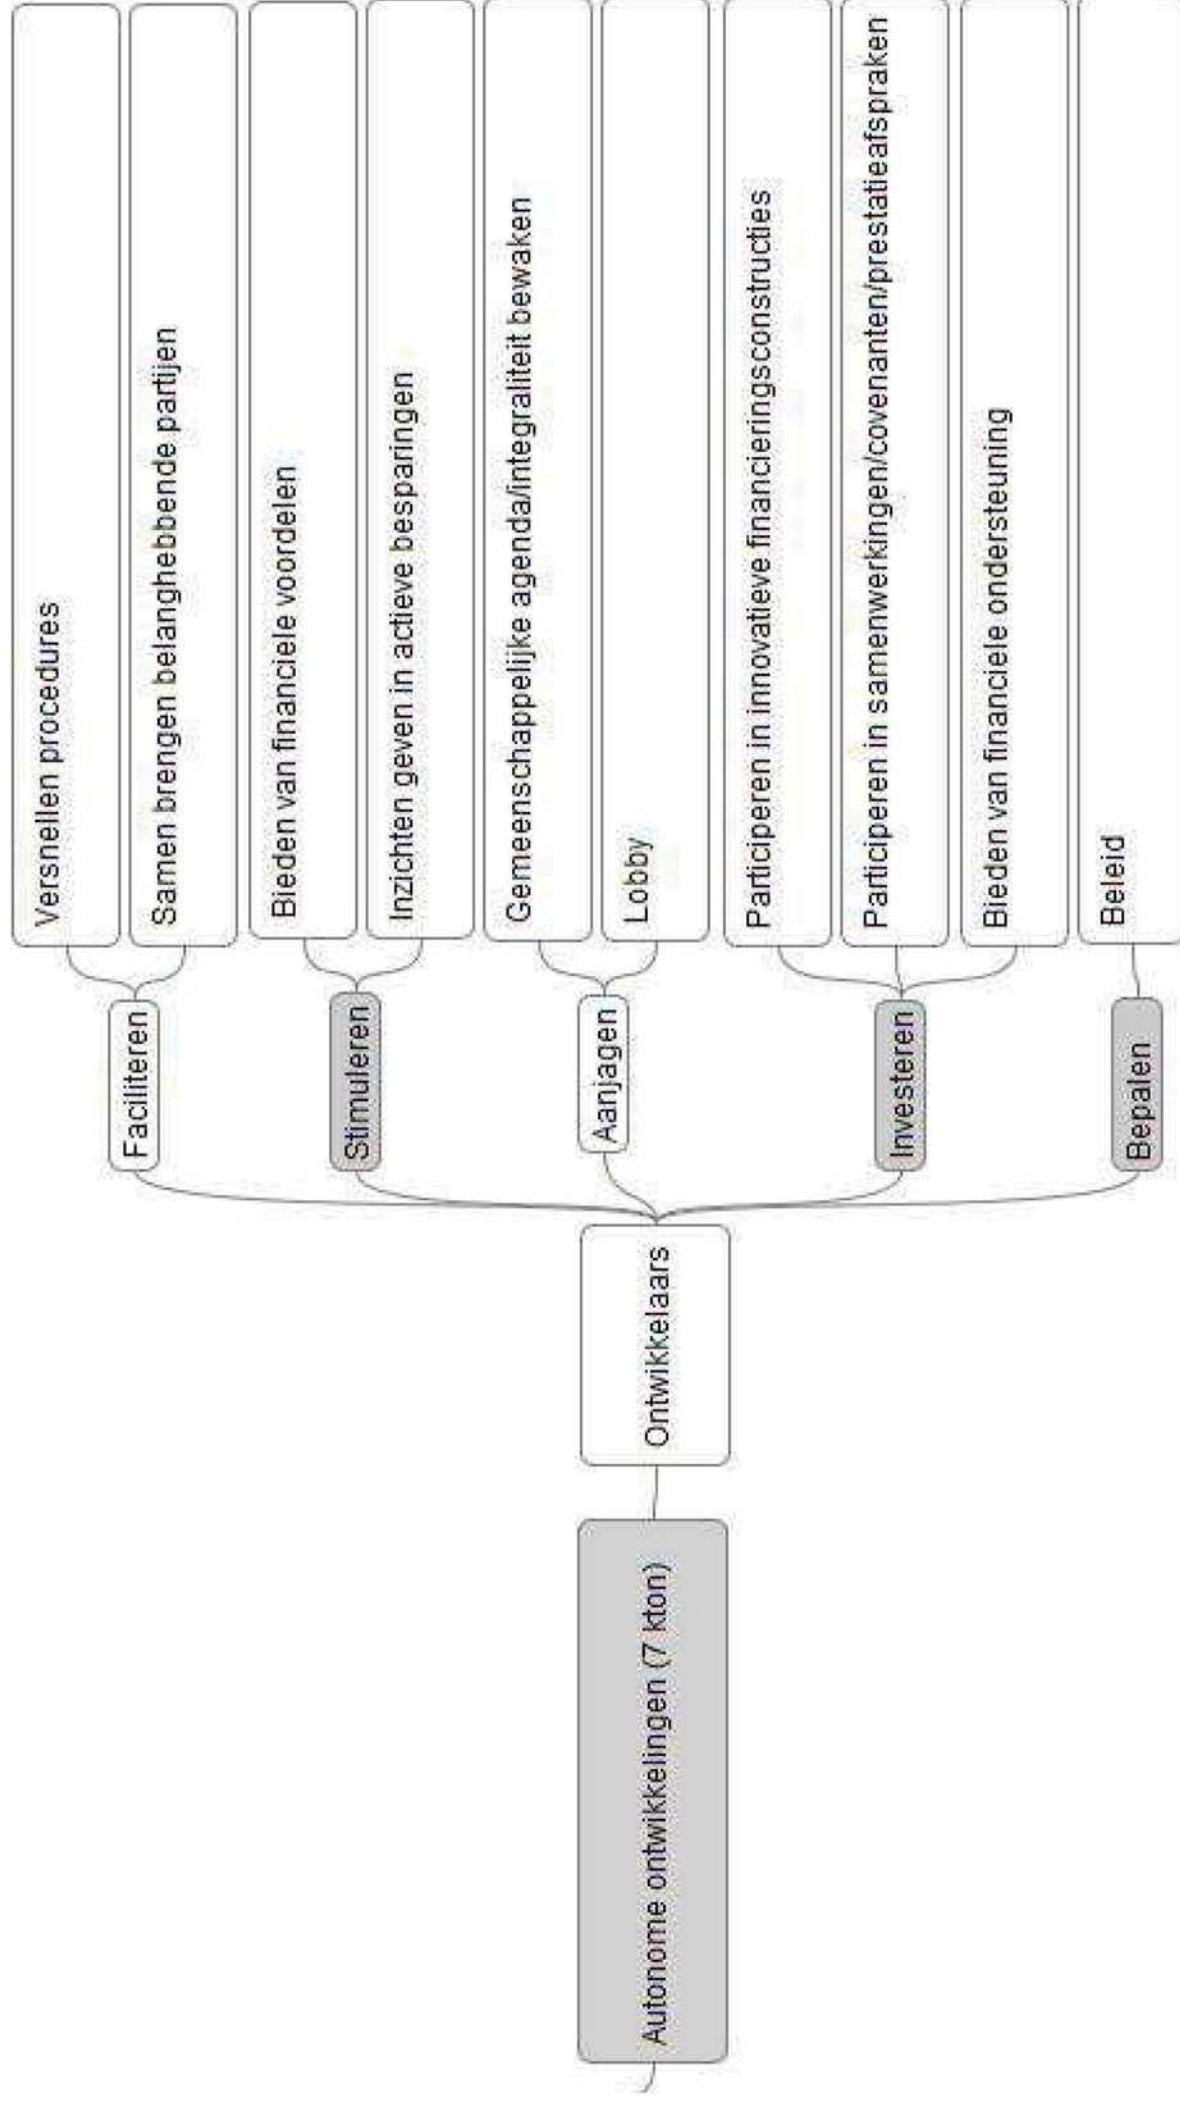 Autonome ontwikkelingen (7 kton)
Ontwikkelaars
Faciliteren
Versnellen procedures
Samen brengen belanghebbende partijen
Stimuleren
Bieden van financiele voordelen
Inzichten geven in actieve besparingen
Aanjagen
Gemeenschappelijke agenda/integraliteit bewaken
Lobby
Investeren
Participeren in innovatieve financieringsconstructies
Participeren in samenwerkingen/covenanten/prestatieafspraken
Bieden van financiele ondersteuning
Bepalen
Beleid